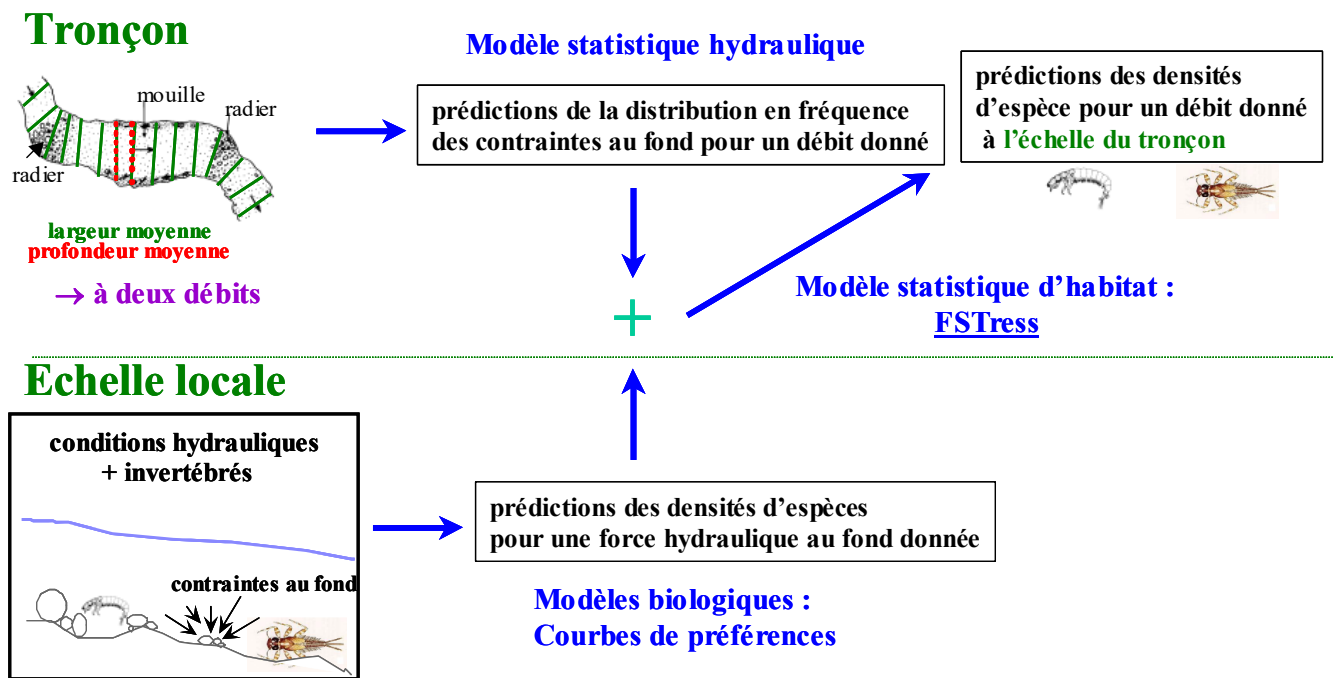 Tronçon
mouille
radier
radier
largeur moyenne
profondeur moyenne
→ à deux débits
Modèle statistique hydraulique
prédictions de la distribution en fréquence
des contraintes au fond pour un débit donné
prédictions des densités
d’espèce pour un débit donné
à l’échelle du tronçon
+
Modèle statistique d’habitat :
FSTress
Echelle locale
conditions hydrauliques
+ invertébrés
contraintes au fond
prédictions des densités d’espèces
pour une force hydraulique au fond donnée
Modèles biologiques :
Courbes de préférences